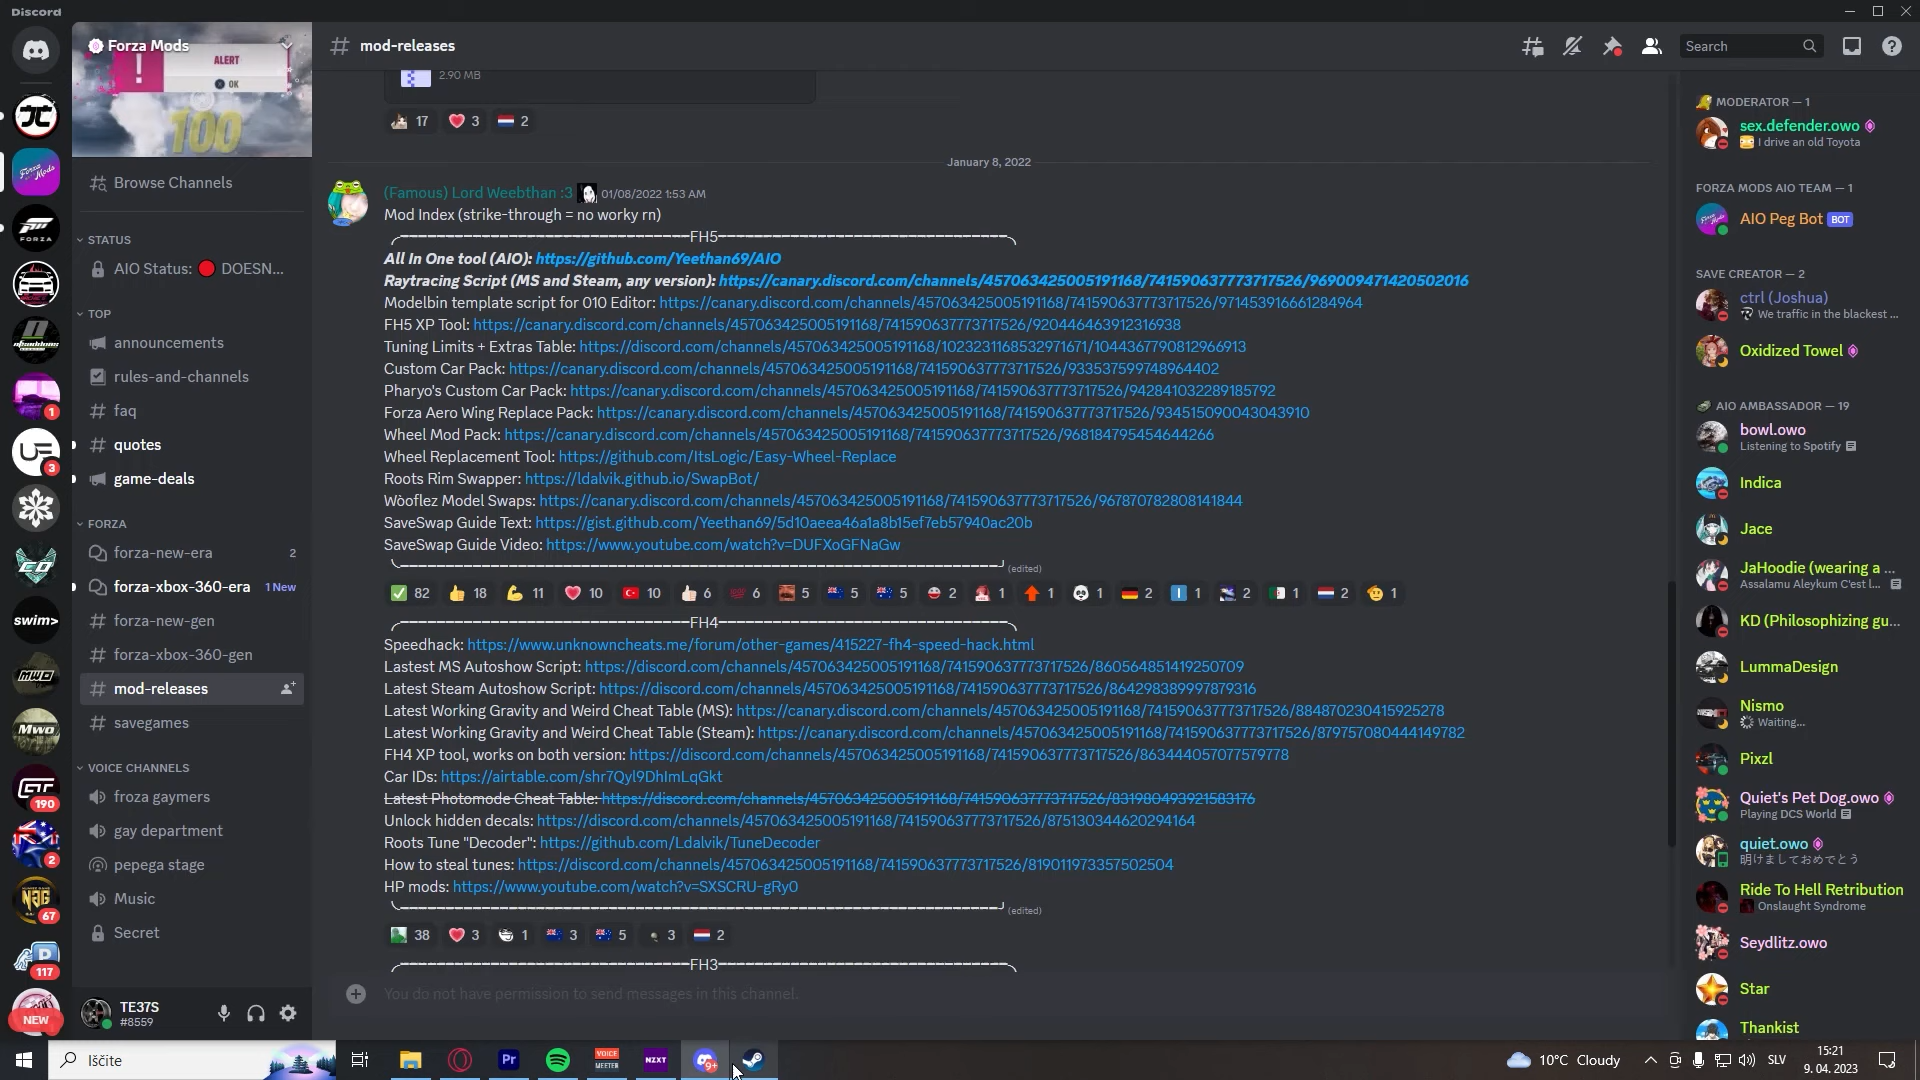 Discord
Forza Mods
ALERT
OK
100
Browse Channels
STATUS
AIO Status: 🔴 DOESN...
TOP
announcements
rules-and-channels
faq
quotes
game-deals
FORZA
forza-new-era 2
forza-xbox-360-era 1 New
forza-new-gen
forza-xbox-360-gen
mod-releases
savegames
VOICE CHANNELS
froza gaymers
gay department
pepega stage
Music
Secret
TE37S
#8559
Forza Mods
FORZA
1
UE
3
swim>
MWO
Mwo
GT
190
2
NBG
67
117
NEW
mod-releases
Search
2.90 MB
17 3 2
January 8, 2022
(Famous) Lord Weebthan :3 01/08/2022 1:53 AM
Mod Index (strike-through = no worky rn)
FH5
All In One tool (AIO): https://github.com/Yeethan69/AIO
Raytracing Script (MS and Steam, any version): https://canary.discord.com/channels/457063425005191168/741590637773717526/969009471420502016
Modelbin template script for 010 Editor: https://canary.discord.com/channels/457063425005191168/741590637773717526/971453916661284964
FH5 XP Tool: https://canary.discord.com/channels/457063425005191168/741590637773717526/920446463912316938
Tuning Limits + Extras Table: https://discord.com/channels/457063425005191168/1023231168532971671/1044367790812966913
Custom Car Pack: https://canary.discord.com/channels/457063425005191168/741590637773717526/933537599748964402
Pharyo's Custom Car Pack: https://canary.discord.com/channels/457063425005191168/741590637773717526/942841032289185792
Forza Aero Wing Replace Pack: https://canary.discord.com/channels/457063425005191168/741590637773717526/934515090043043910
Wheel Mod Pack: https://canary.discord.com/channels/457063425005191168/741590637773717526/968184795454644266
Wheel Replacement Tool: https://github.com/ItsLogic/Easy-Wheel-Replace
Roots Rim Swapper: https://ldalvik.github.io/SwapBot/
Wòoflez Model Swaps: https://canary.discord.com/channels/457063425005191168/741590637773717526/967870782808141844
SaveSwap Guide Text: https://gist.github.com/Yeethan69/5d10aeea46a1a8b15ef7eb57940ac20b
SaveSwap Guide Video: https://www.youtube.com/watch?v=DUFXoGFNaGw
(edited)
82 18 11 10 10 6 6 5 5 5 2 1 1 1 2 1 2 1 2 1
FH4
Speedhack: https://www.unknowncheats.me/forum/other-games/415227-fh4-speed-hack.html
Lastest MS Autoshow Script: https://discord.com/channels/457063425005191168/741590637773717526/860564851419250709
Latest Steam Autoshow Script: https://discord.com/channels/457063425005191168/741590637773717526/864298389997879316
Latest Working Gravity and Weird Cheat Table (MS): https://canary.discord.com/channels/457063425005191168/741590637773717526/884870230415925278
Latest Working Gravity and Weird Cheat Table (Steam): https://canary.discord.com/channels/457063425005191168/741590637773717526/879757080444149782
FH4 XP tool, works on both version: https://discord.com/channels/457063425005191168/741590637773717526/863444057077579778
Car IDs: https://airtable.com/shr7Qyl9DhImLqGkt
Latest Photomode Cheat Table: https://discord.com/channels/457063425005191168/741590637773717526/831980493921583176
Unlock hidden decals: https://discord.com/channels/457063425005191168/741590637773717526/875130344620294164
Roots Tune "Decoder": https://github.com/Ldalvik/TuneDecoder
How to steal tunes: https://discord.com/channels/457063425005191168/741590637773717526/819011973357502504
HP mods: https://www.youtube.com/watch?v=SXSCRU-gRy0
(edited)
38 3 1 3 5 3 2
FH3
You do not have permission to send messages in this channel.
MODERATOR — 1
sex.defender.owo
I drive an old Toyota
FORZA MODS AIO TEAM — 1
AIO Peg Bot BOT
SAVE CREATOR — 2
ctrl (Joshua)
We traffic in the blackest ...
Oxidized Towel
AIO AMBASSADOR — 19
bowl.owo
Listening to Spotify
Indica
Jace
JaHoodie (wearing a ...
Assalamu Aleykum C'est l...
KD (Philosophizing gu...
LummaDesign
Nismo
Waiting...
Pixzl
Quiet's Pet Dog.owo
Playing DCS World
quiet.owo
明けましておめでとう
Ride To Hell Retribution
Onslaught Syndrome
Seydlitz.owo
Star
Thankist
Iščite
Pr
VOICE
MEETER
NZXT
9+
10°C Cloudy
SLV
15:21
9. 04. 2023